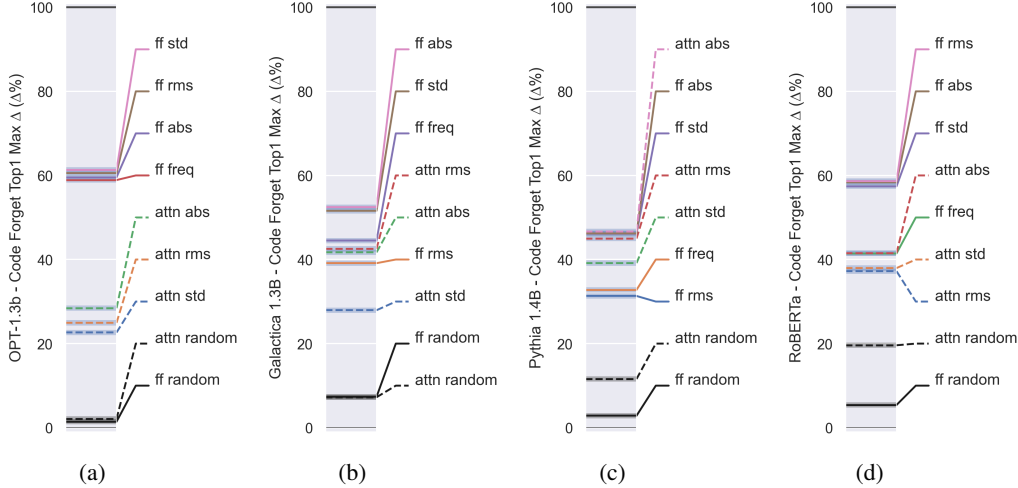 OPT-1.3b - Code Forget Top1 Max Δ (Δ%)
100
80
60
40
20
0
ff std
ff rms
ff abs
ff freq
attn abs
attn rms
attn std
attn random
ff random
(a)
Galactica 1.3B - Code Forget Top1 Max Δ (Δ%)
100
80
60
40
20
0
ff abs
ff std
ff freq
attn rms
attn abs
ff rms
attn std
ff random
attn random
(b)
Pythia 1.4B - Code Forget Top1 Max Δ (Δ%)
100
80
60
40
20
0
attn abs
ff abs
ff std
attn rms
attn std
ff freq
ff rms
attn random
ff random
(c)
RoBERTa - Code Forget Top1 Max Δ (Δ%)
100
80
60
40
20
0
ff rms
ff abs
ff std
attn abs
ff freq
attn std
attn rms
attn random
ff random
(d)